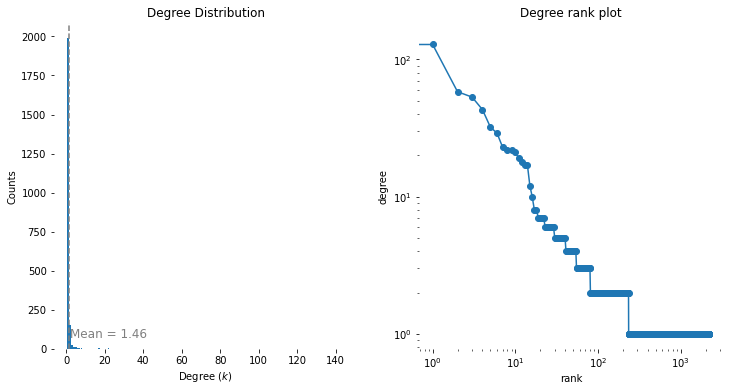 Degree Distribution
2000
1750
1500
1250
1000
750
500
250
0
Counts
Mean = 1.46
0 20 40 60 80 100 120 140
Degree (k)
Degree rank plot
10²
10¹
10⁰
degree
10⁰ 10¹ 10² 10³
rank